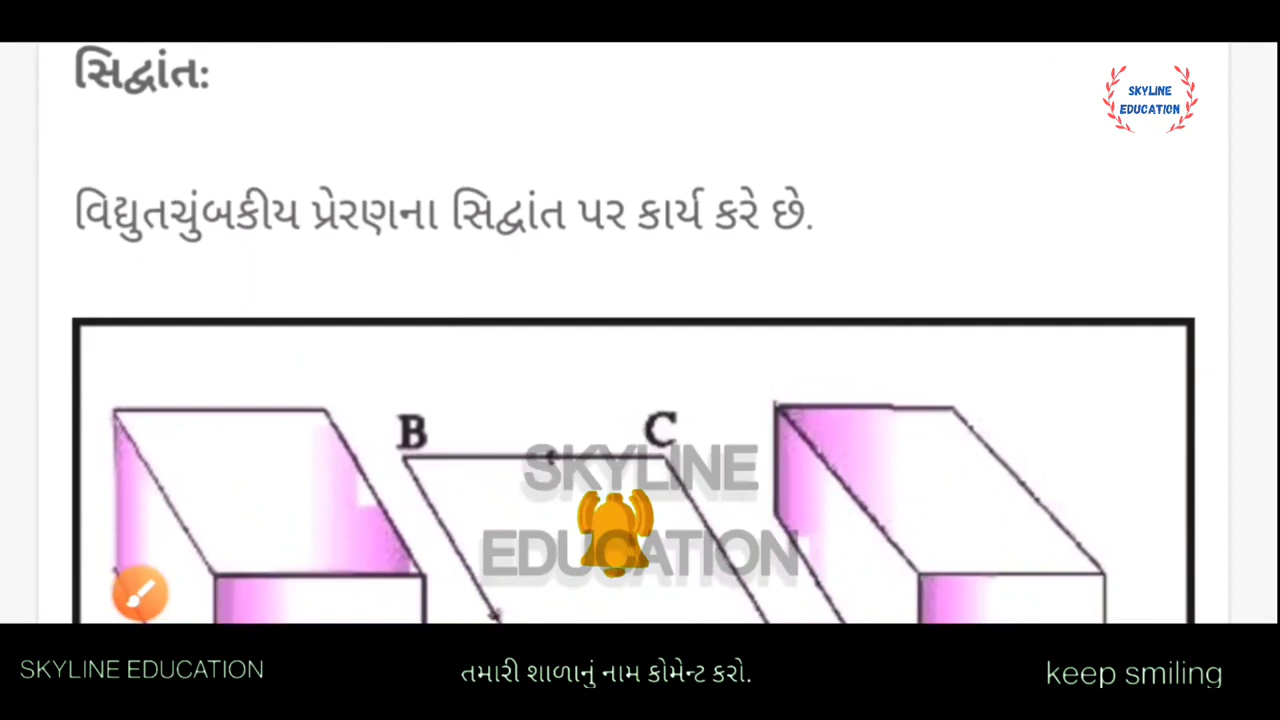 સિદ્વાંત:
SKYLINE
EDUCATION
વિદ્યુતચુંબકીય પ્રેરણના સિદ્વાંત પર કાર્ય કરે છે.
B
C
SKYLINE
EDUCATION
SKYLINE EDUCATION
તમારી શાળાનું નામ કોમેન્ટ કરો.
keep smiling